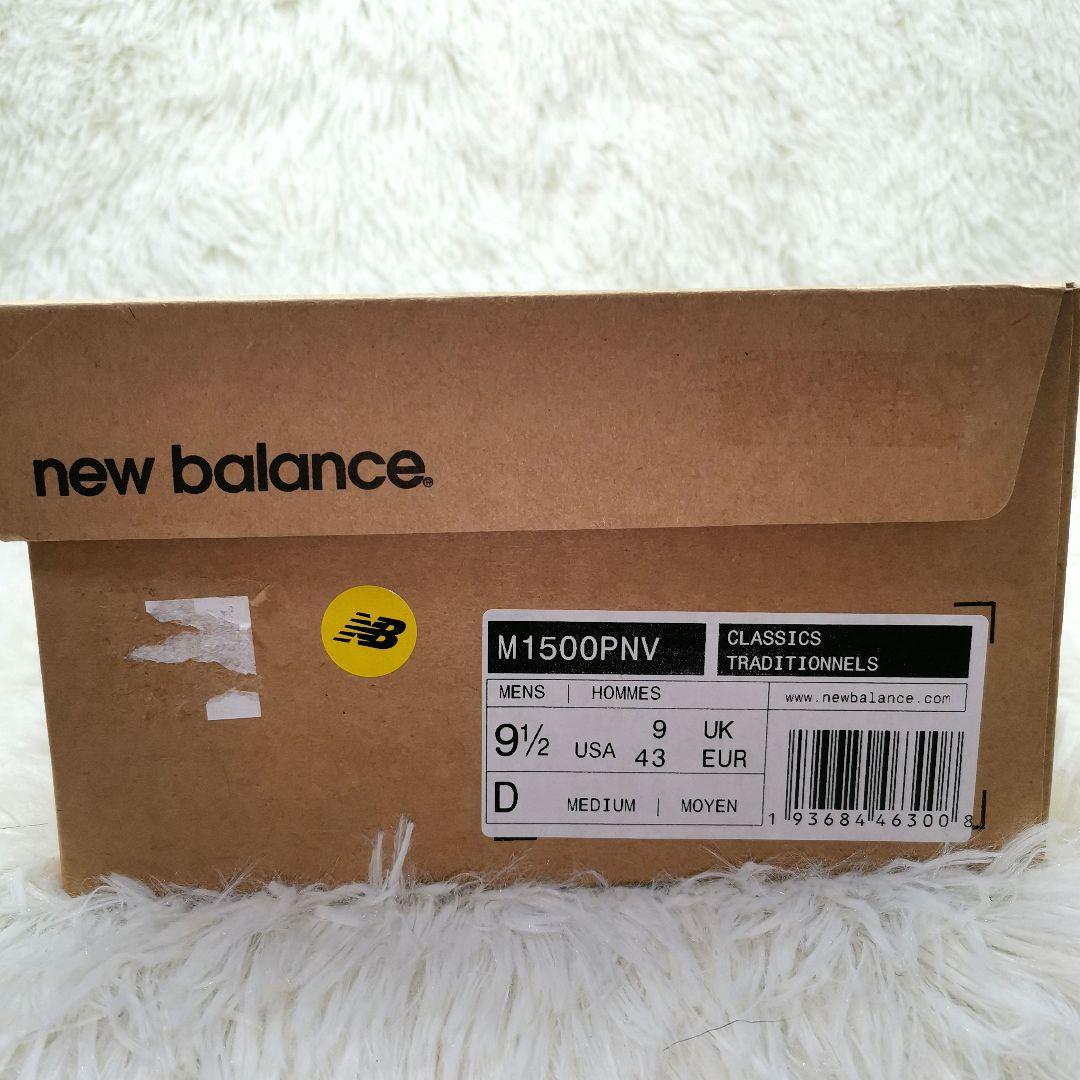 new balance
NB
M1500PNV
CLASSICS
TRADITIONNELS
MENS | HOMMES
www.newbalance.com
9½ USA 9 UK
43 EUR
D MEDIUM | MOYEN
1 93684 46300 8